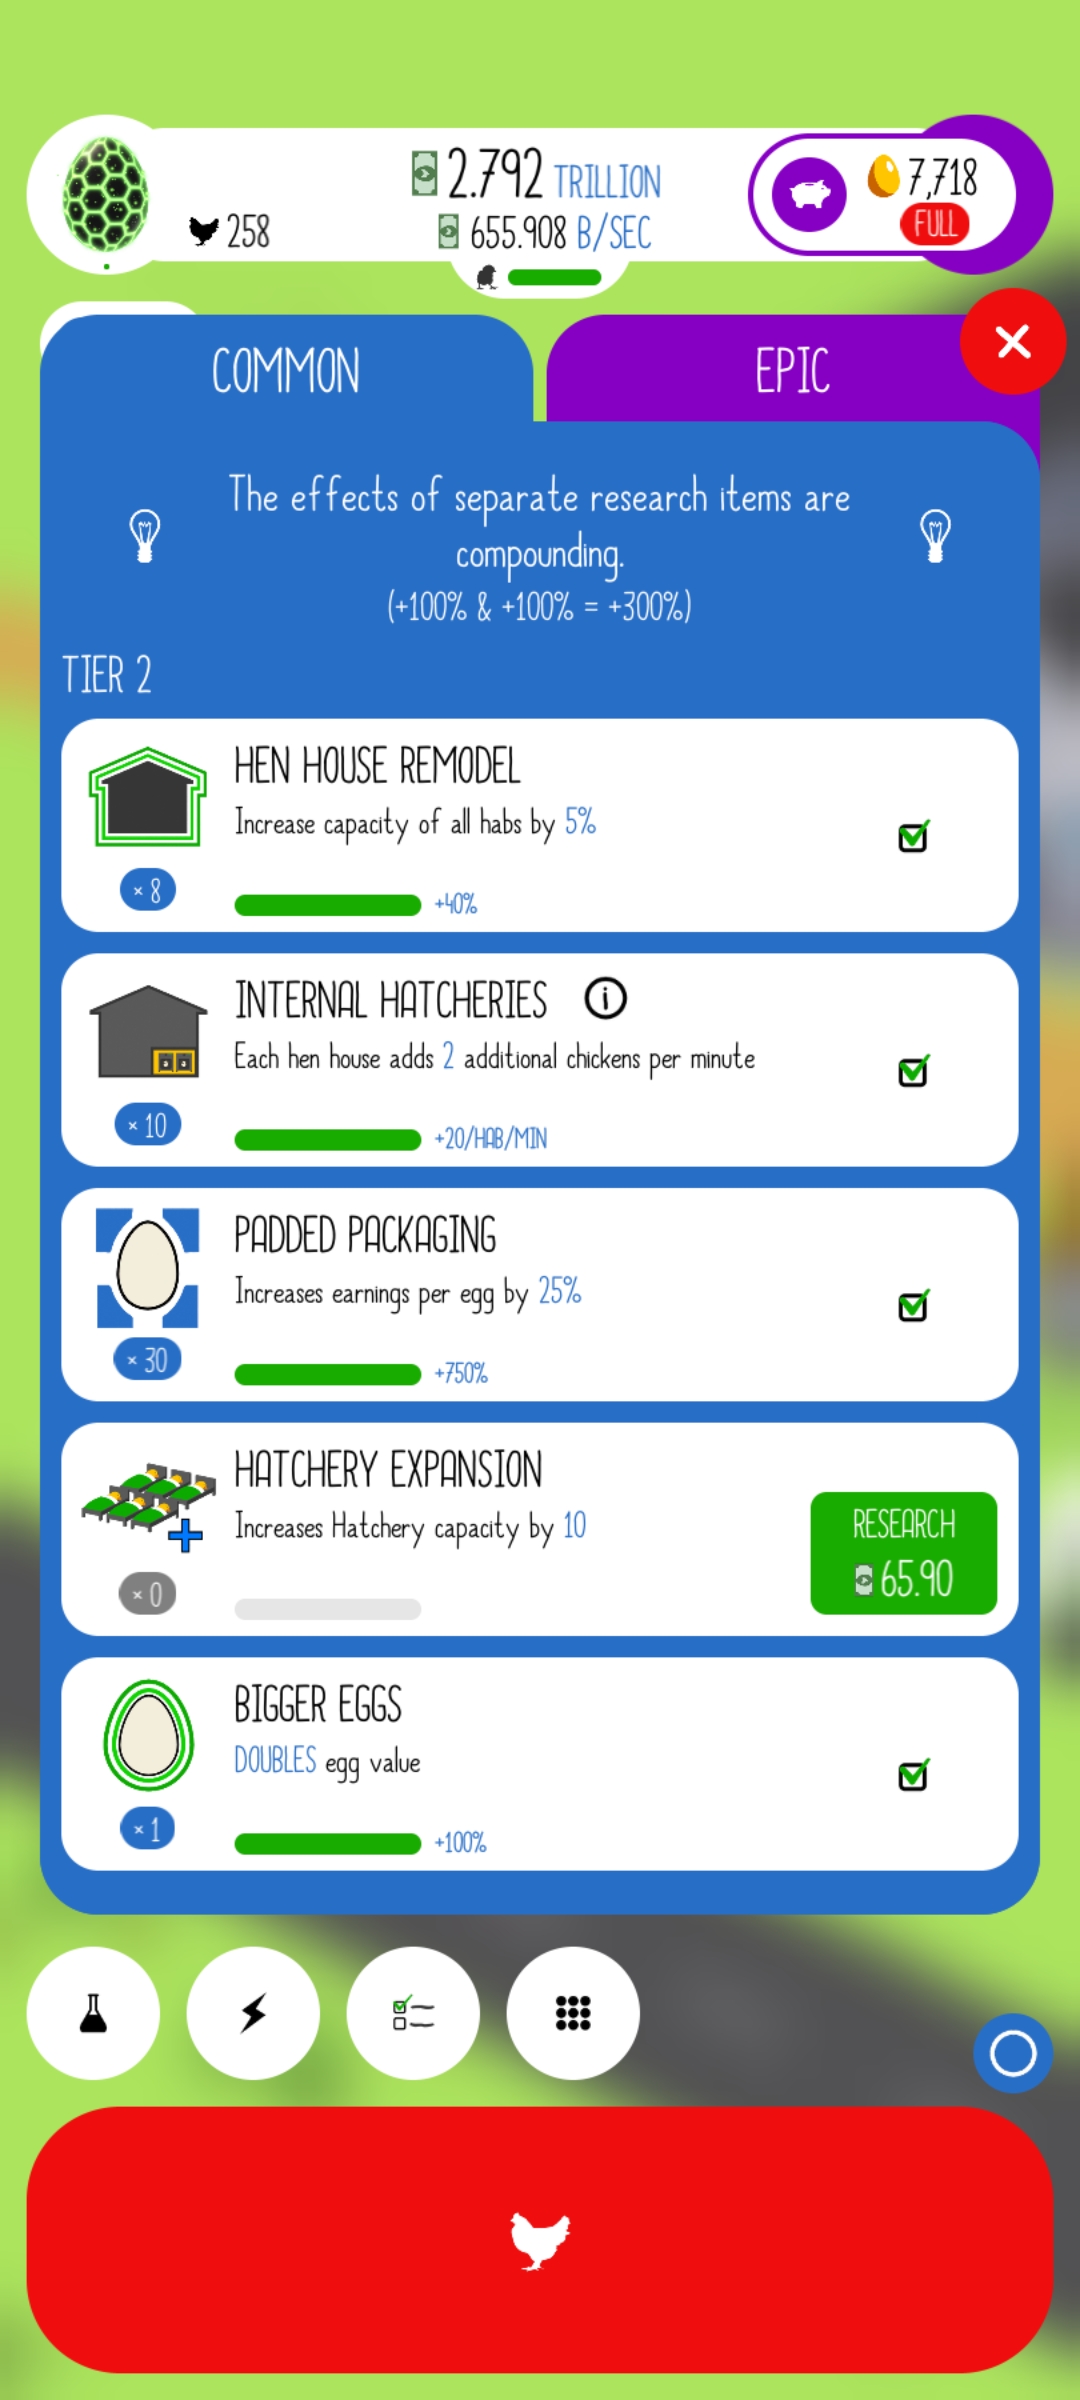 2.792 TRILLION
258
655.908 B/SEC
7,718
FULL
COMMON
EPIC
The effects of separate research items are
compounding.
(+100% & +100% = +300%)
TIER 2
HEN HOUSE REMODEL
Increase capacity of all habs by 5%
× 8
+40%
INTERNAL HATCHERIES
Each hen house adds 2 additional chickens per minute
× 10
+20/HAB/MIN
PADDED PACKAGING
Increases earnings per egg by 25%
× 30
+750%
HATCHERY EXPANSION
Increases Hatchery capacity by 10
RESEARCH
65.90
× 0
BIGGER EGGS
DOUBLES egg value
× 1
+100%